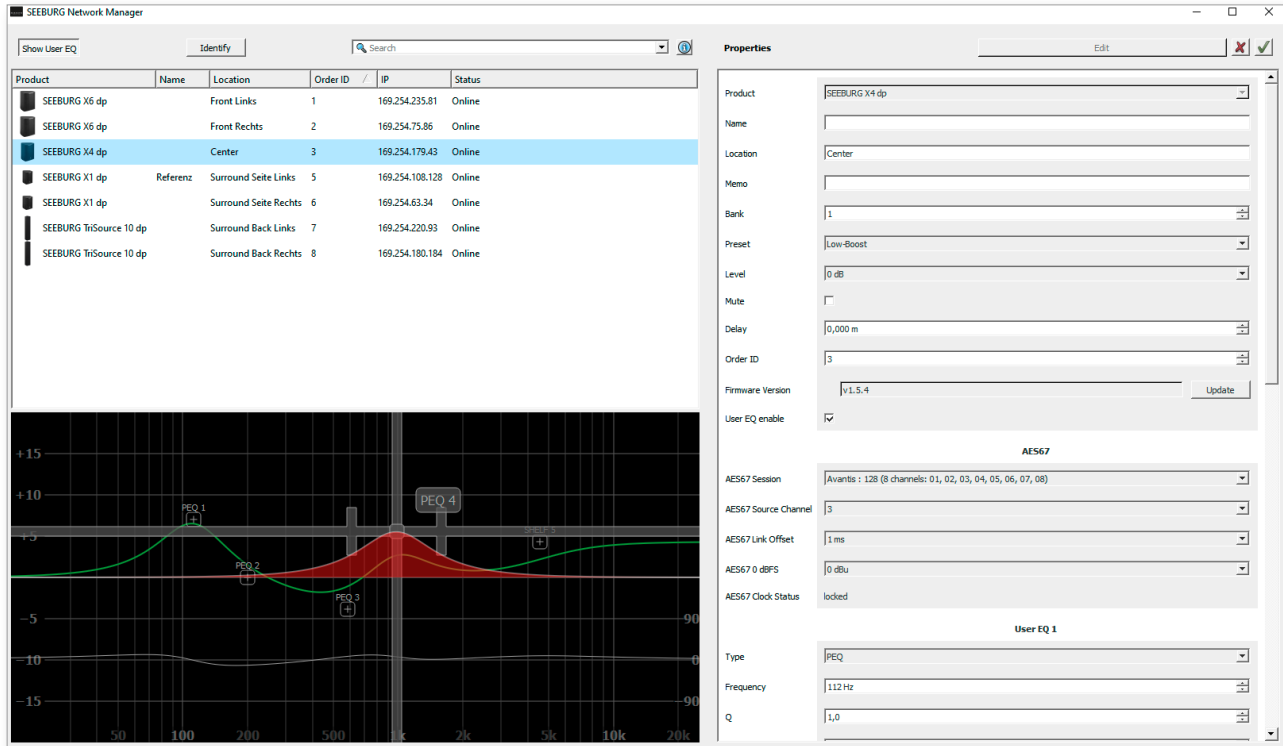 SEEBURG Network Manager
Show User EQ Identify Search Properties Edit
Product Name Location Order ID / IP Status
SEEBURG X6 dp Front Links 1 169.254.235.81 Online
SEEBURG X6 dp Front Rechts 2 169.254.75.86 Online
SEEBURG X4 dp Center 3 169.254.179.43 Online
SEEBURG X1 dp Referenz Surround Seite Links 5 169.254.108.128 Online
SEEBURG X1 dp Surround Seite Rechts 6 169.254.63.34 Online
SEEBURG TriSource 10 dp Surround Back Links 7 169.254.220.93 Online
SEEBURG TriSource 10 dp Surround Back Rechts 8 169.254.180.184 Online
+15
+10
PEQ 4
PEQ 1
+5
SHELF 5
PEQ 2
PEQ 3
-5
-90
-10
0
-15
-90
50 100 200 500 1k 2k 5k 10k 20k
Product SEEBURG X4 dp
Name
Location Center
Memo
Bank 1
Preset Low-Boost
Level 0 dB
Mute
Delay 0,000 m
Order ID 3
Firmware Version v1.5.4 Update
User EQ enable
AES67
AES67 Session Avantis : 128 (8 channels: 01, 02, 03, 04, 05, 06, 07, 08)
AES67 Source Channel 3
AES67 Link Offset 1 ms
AES67 0 dBFS 0 dBu
AES67 Clock Status locked
User EQ 1
Type PEQ
Frequency 112 Hz
Q 1,0